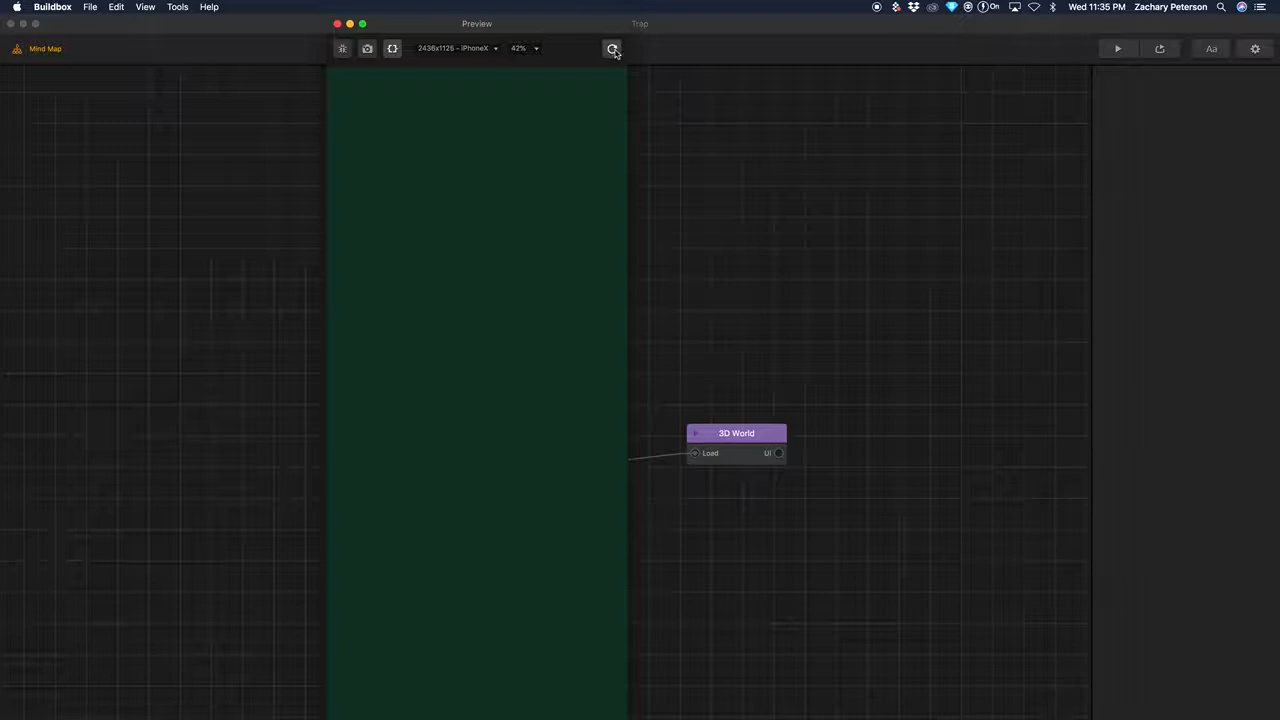 Buildbox File Edit View Tools Help On Wed 11:35 PM Zachary Peterson
Preview Trap
Mind Map 2436x1125 - iPhoneX 42% Aa
3D World
Load UI